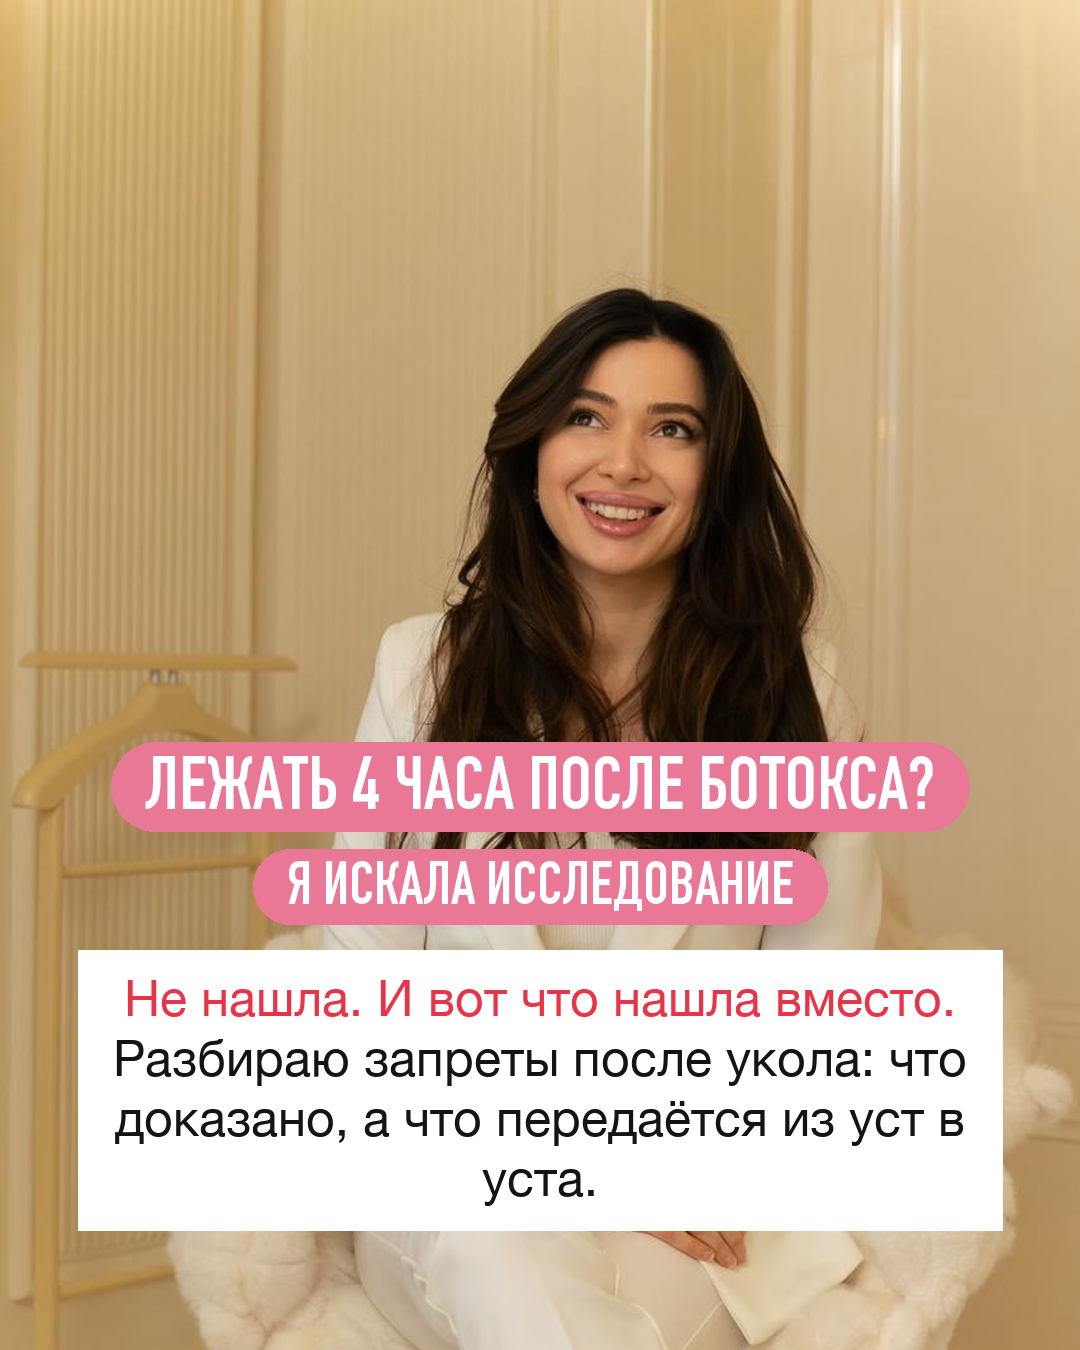 ЛЕЖАТЬ 4 ЧАСА ПОСЛЕ БОТОКСА?
Я ИСКАЛА ИССЛЕДОВАНИЕ
Не нашла. И вот что нашла вместо.
Разбираю запреты после укола: что
доказано, а что передаётся из уст в
уста.